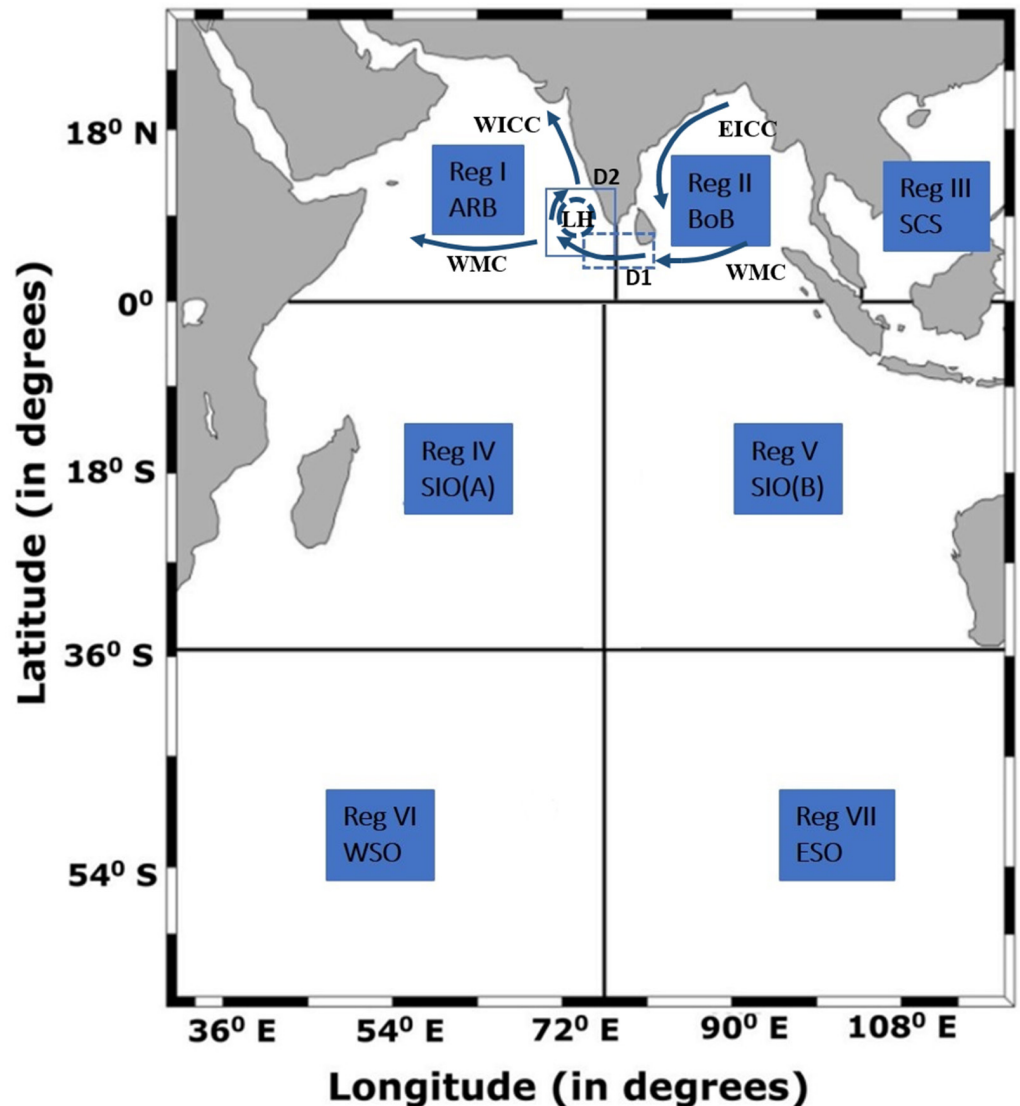 18⁰ N
0⁰
18⁰ S
36⁰ S
54⁰ S
Latitude (in degrees)
WICC
EICC
Reg I
ARB
D2
Reg II
BoB
Reg III
SCS
LH
WMC
D1
WMC
Reg IV
SIO(A)
Reg V
SIO(B)
Reg VI
WSO
Reg VII
ESO
36⁰ E
54⁰ E
72⁰ E
90⁰ E
108⁰ E
Longitude (in degrees)